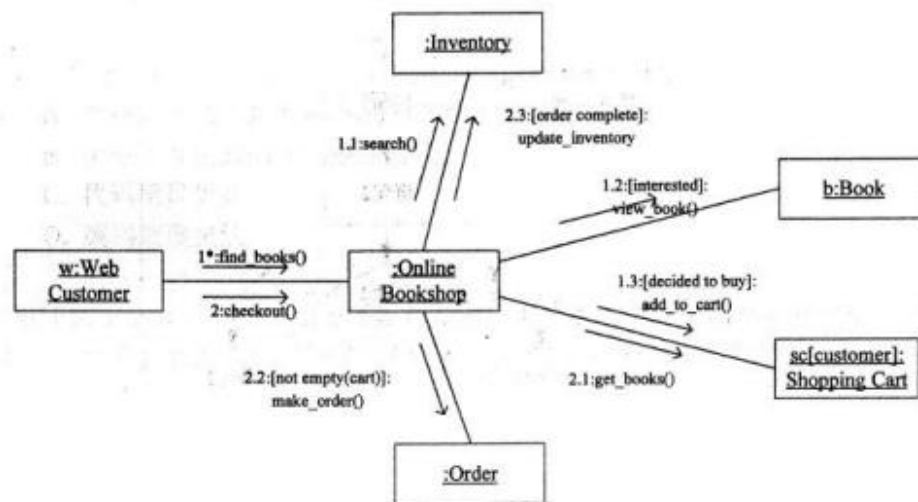 :Inventory
1.1:search()
2.3:[order complete]:
update_inventory
1.2:[interested]:
view_book()
b:Book
w:Web
Customer
1*:find_books()
2:checkout()
:Online
Bookshop
1.3:[decided to buy]:
add_to_cart()
2.1:get_books()
sc[customer]:
Shopping Cart
2.2:[not empty(cart)]:
make_order()
:Order